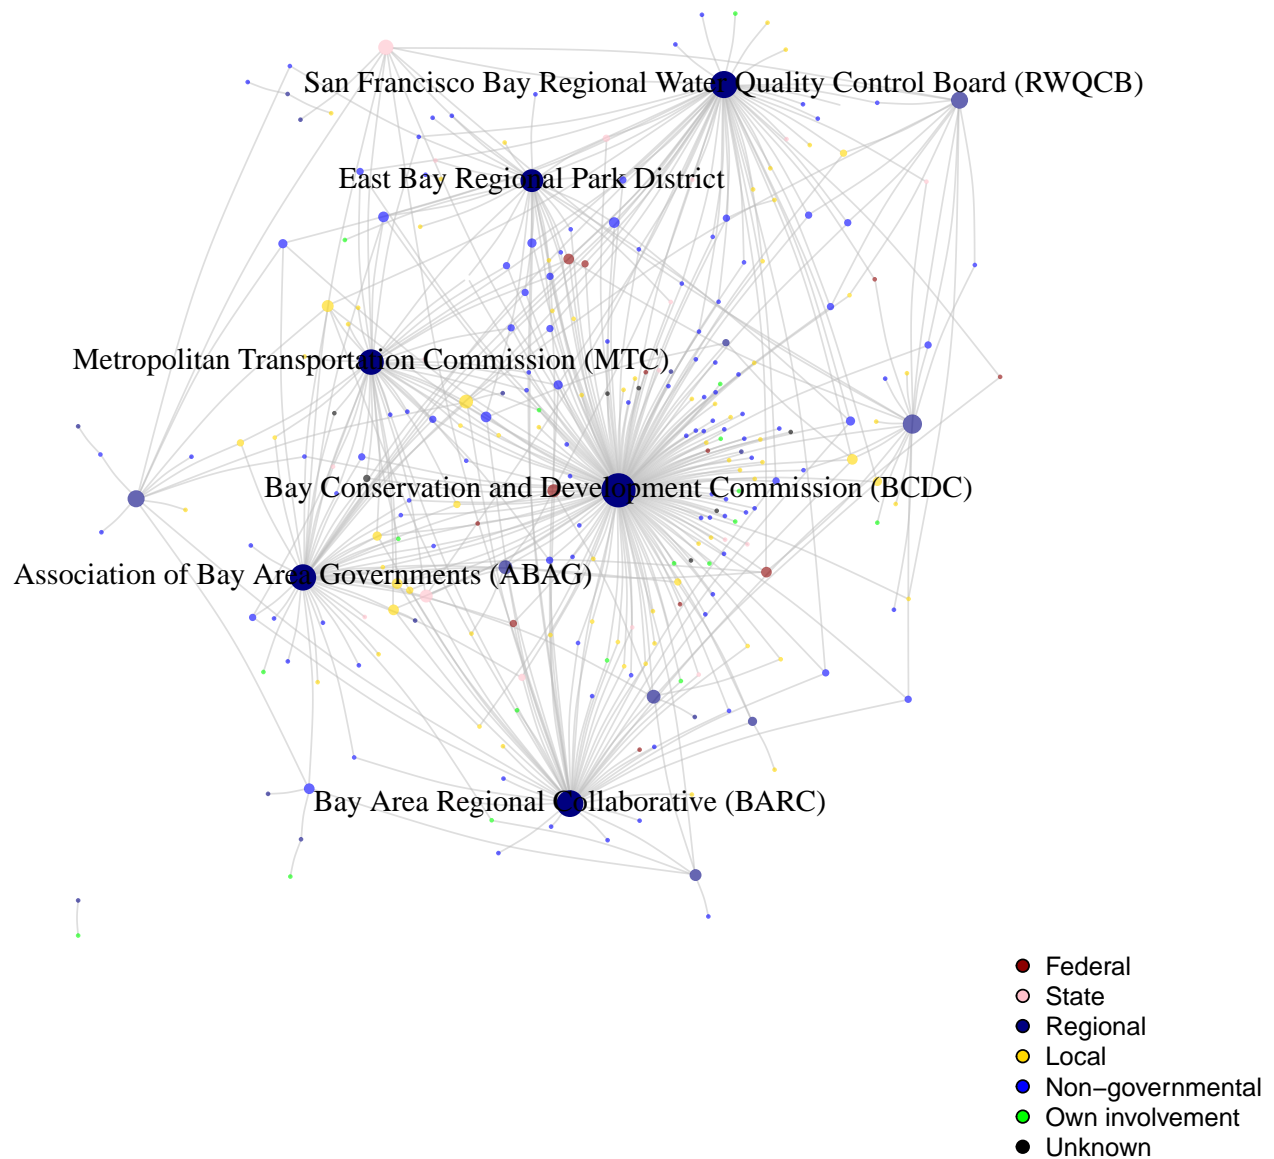 San Francisco Bay Regional Water Quality Control Board (RWQCB)
East Bay Regional Park District
Metropolitan Transportation Commission (MTC)
Bay Conservation and Development Commission (BCDC)
Association of Bay Area Governments (ABAG)
Bay Area Regional Collaborative (BARC)
Federal
State
Regional
Local
Non−governmental
Own involvement
Unknown